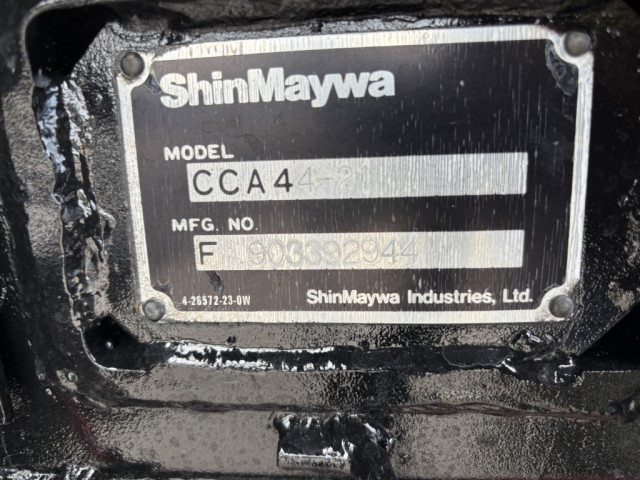 ShinMaywa
MODEL
CCA44-21
MFG. NO.
F 903392944
4-26572-23-0W
ShinMaywa Industries, Ltd.